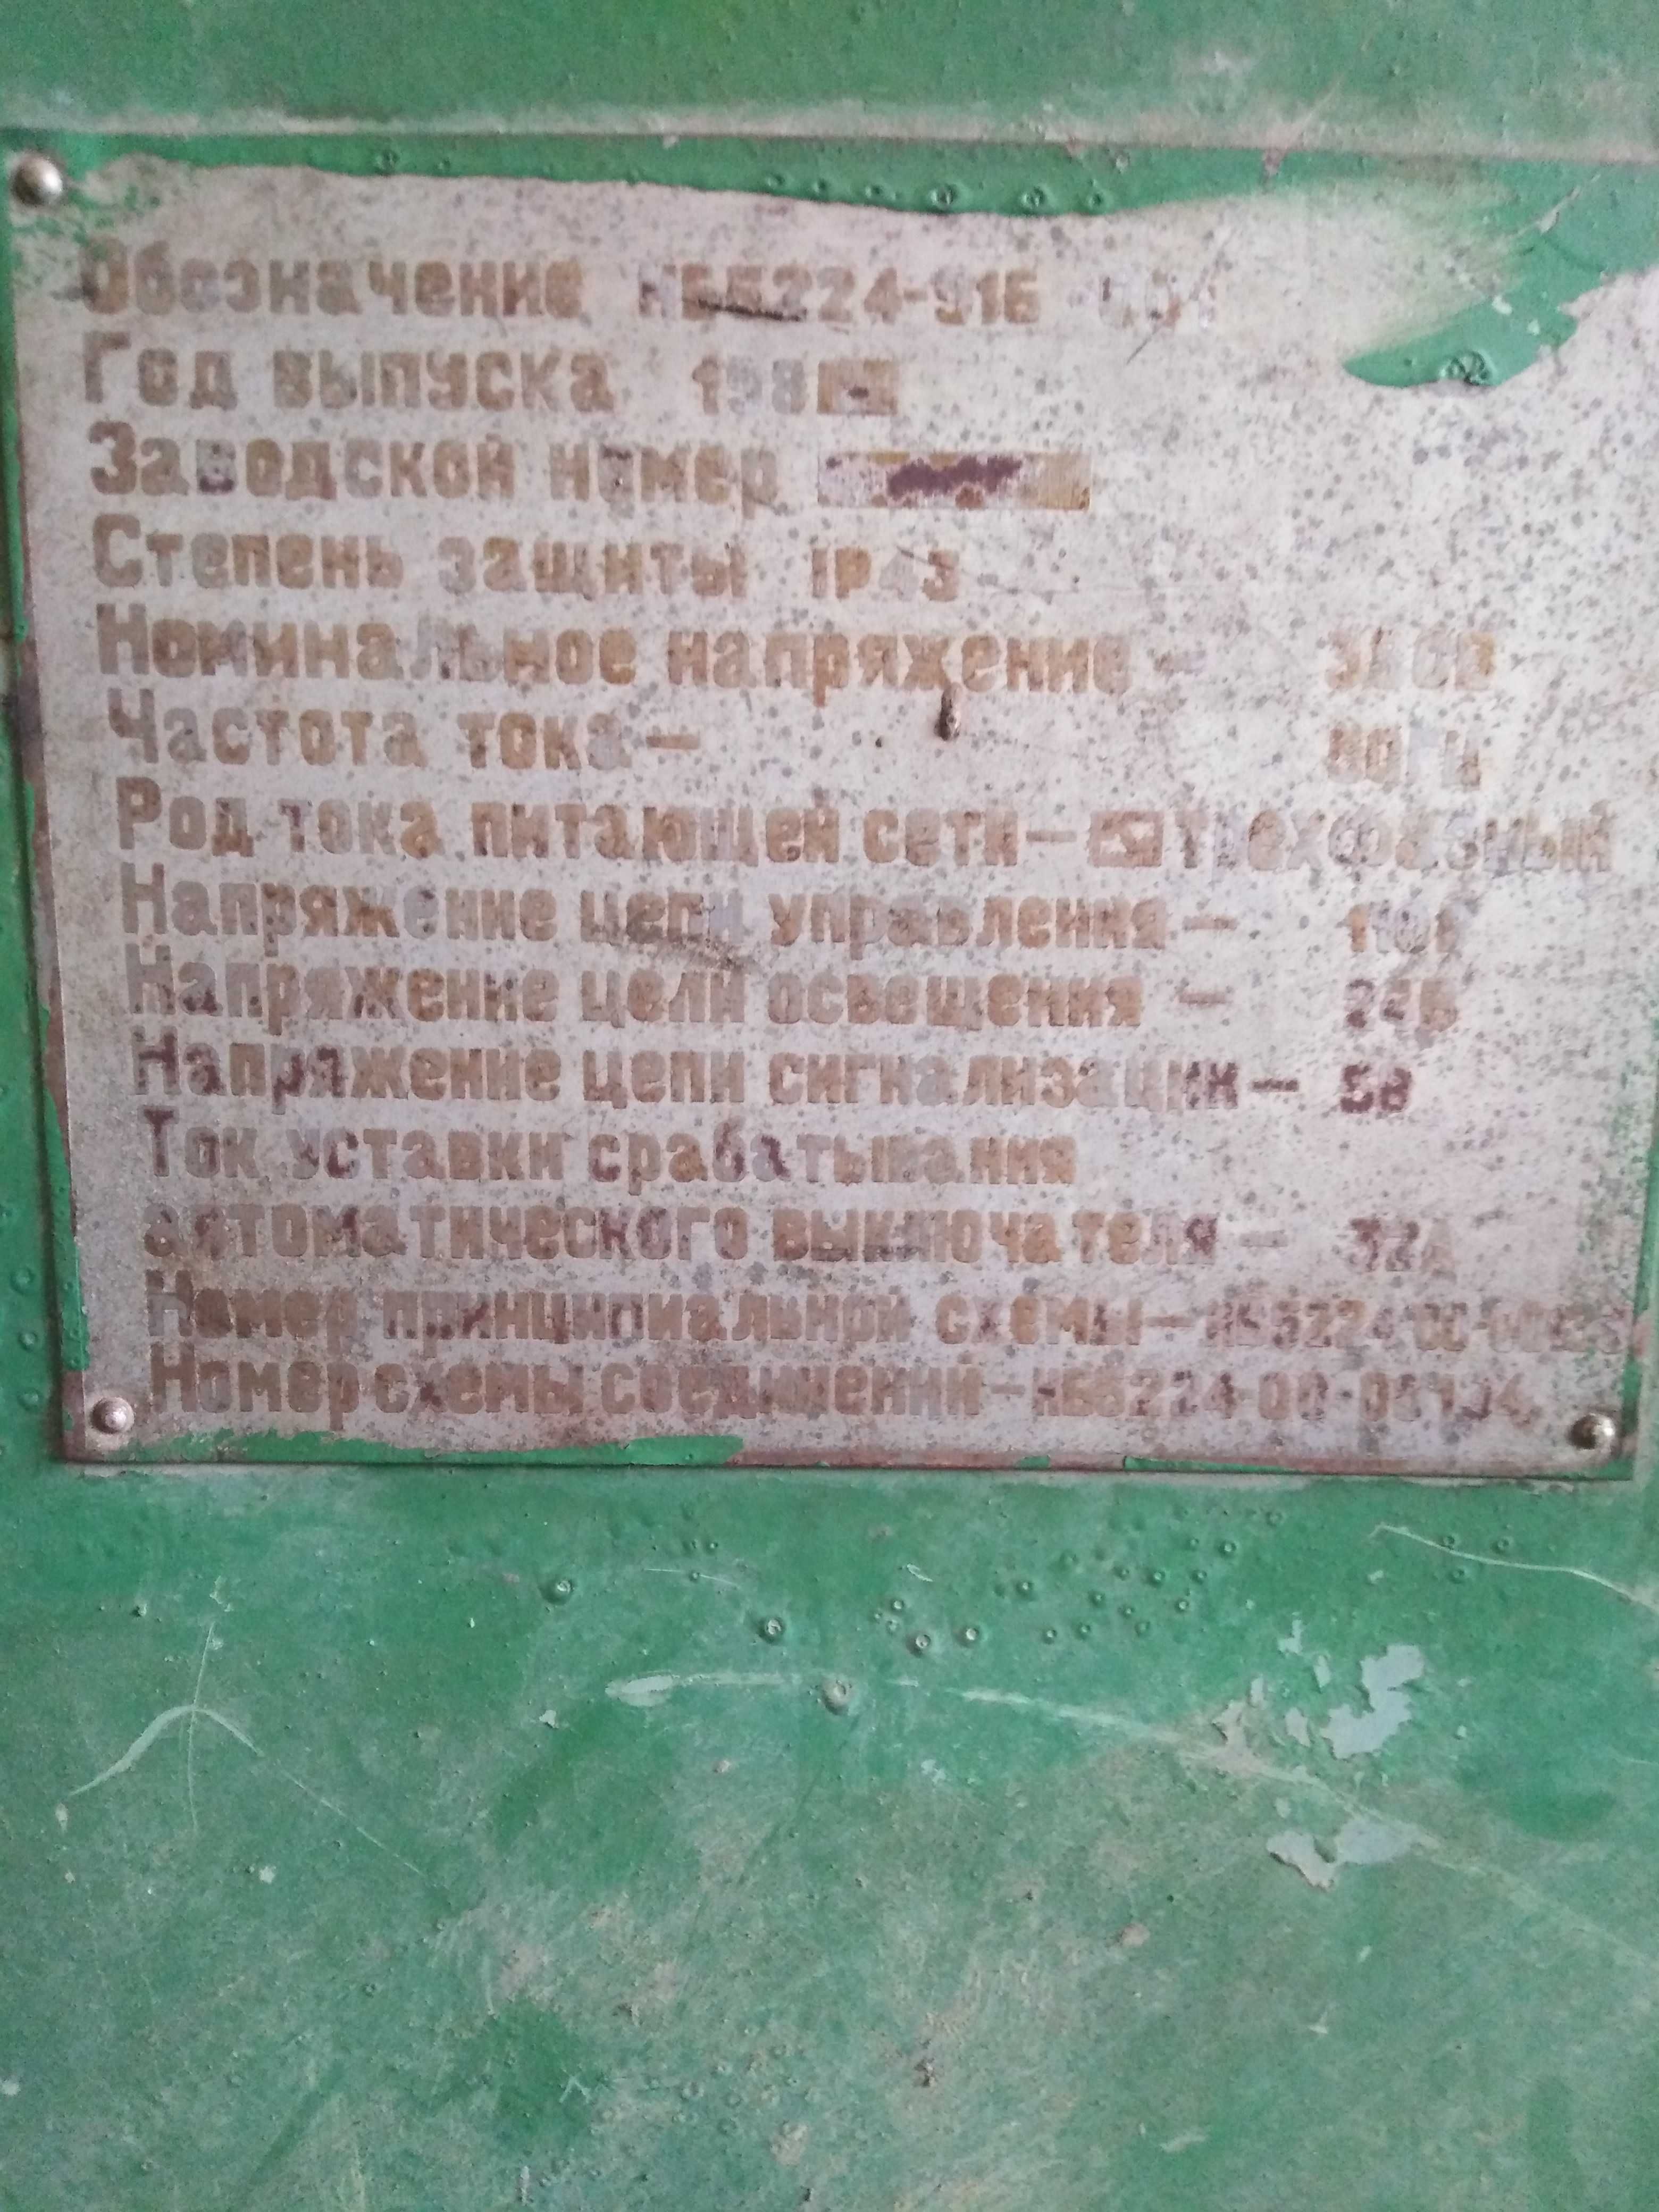 Обозначение
Год выпуска
Заводской номер
Степень защиты IP43
Номинальное напряжение – 380В
Частота тока –
Род тока питающей сети – трехфазный
Напряжение цепи управления – 110В
Напряжение цепи освещения – 24В
Напряжение цепи сигнализации – 5В
Ток уставки срабатывания
автоматического выключателя – 32А
Номер принципиальной схемы –
Номер схемы соединений –